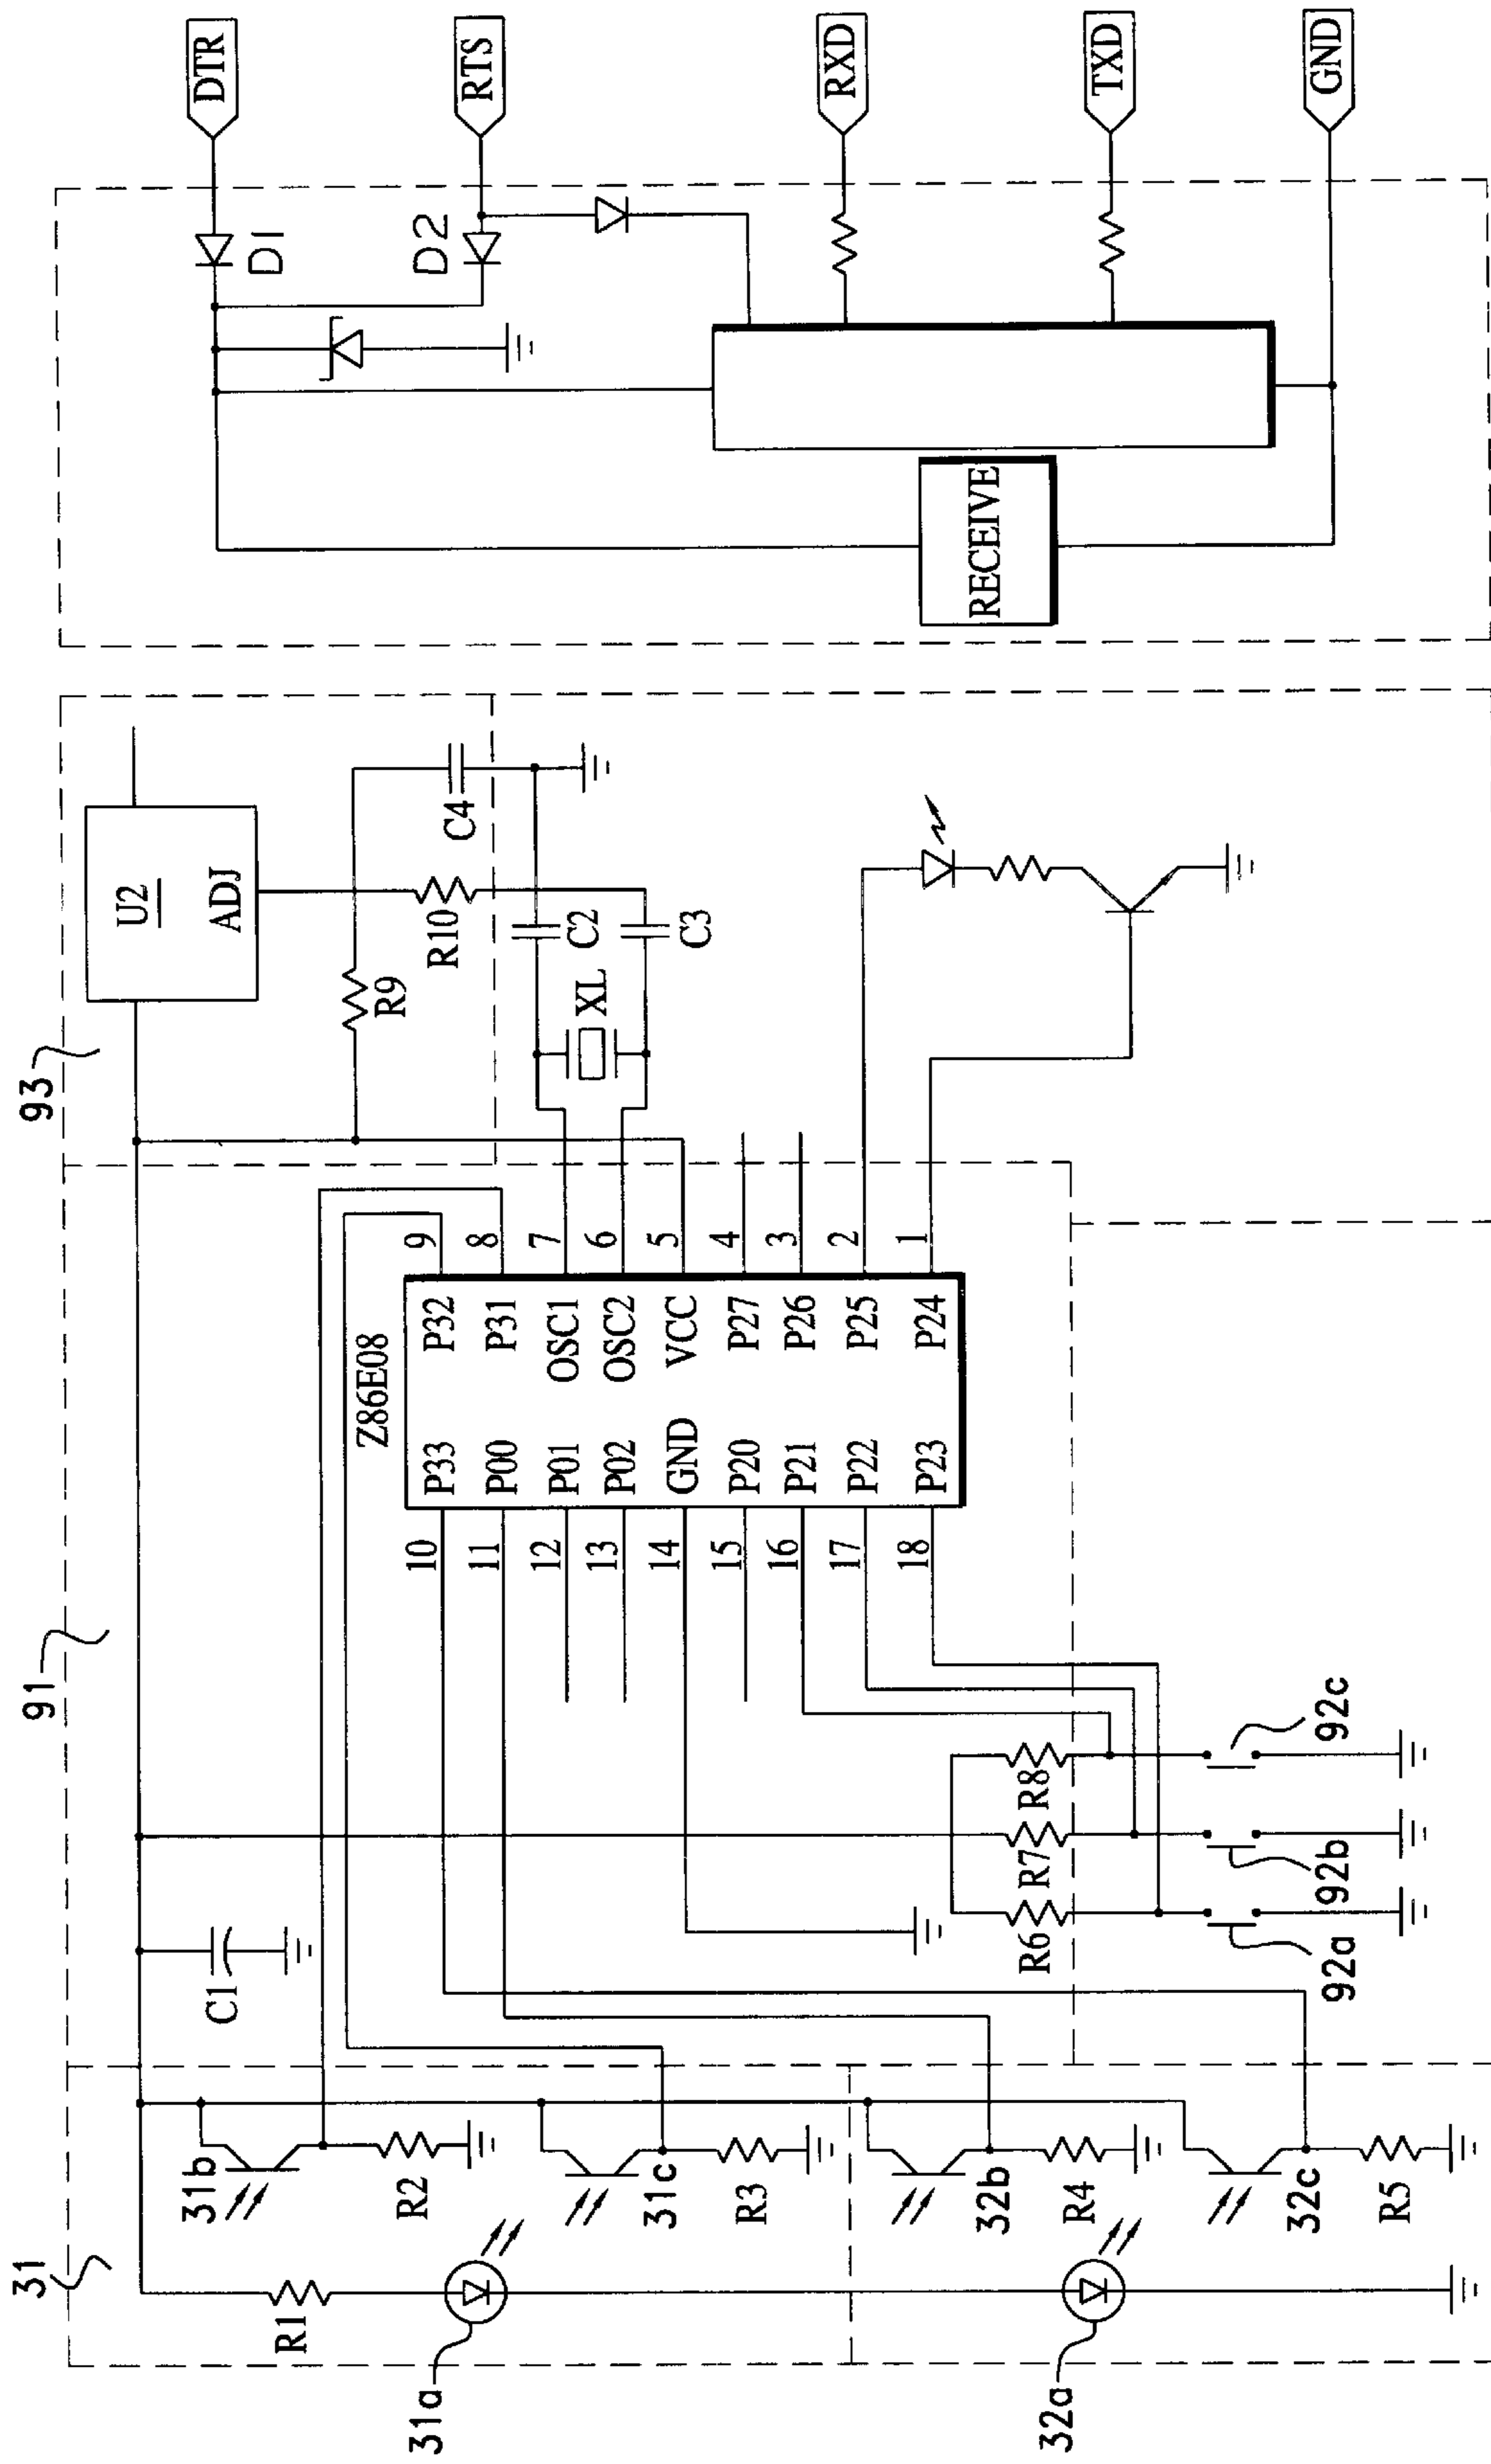 31
91
93
31a
R1
32a
31b
R2
31c
R3
32b
R4
32c
R5
C1
R6
R7
R8
92a
92b
92c
Z86E08
10 P33
11 P00
12 P01
13 P02
14 GND
15 P20
16 P21
17 P22
18 P23
P32 9
P31 8
OSC1 7
OSC2 6
VCC 5
P27 4
P26 3
P25 2
P24 1
U2
ADJ
R9
R10
C4
XL
C2
C3
RECEIVE
D1
D2
DTR
RTS
RXD
TXD
GND